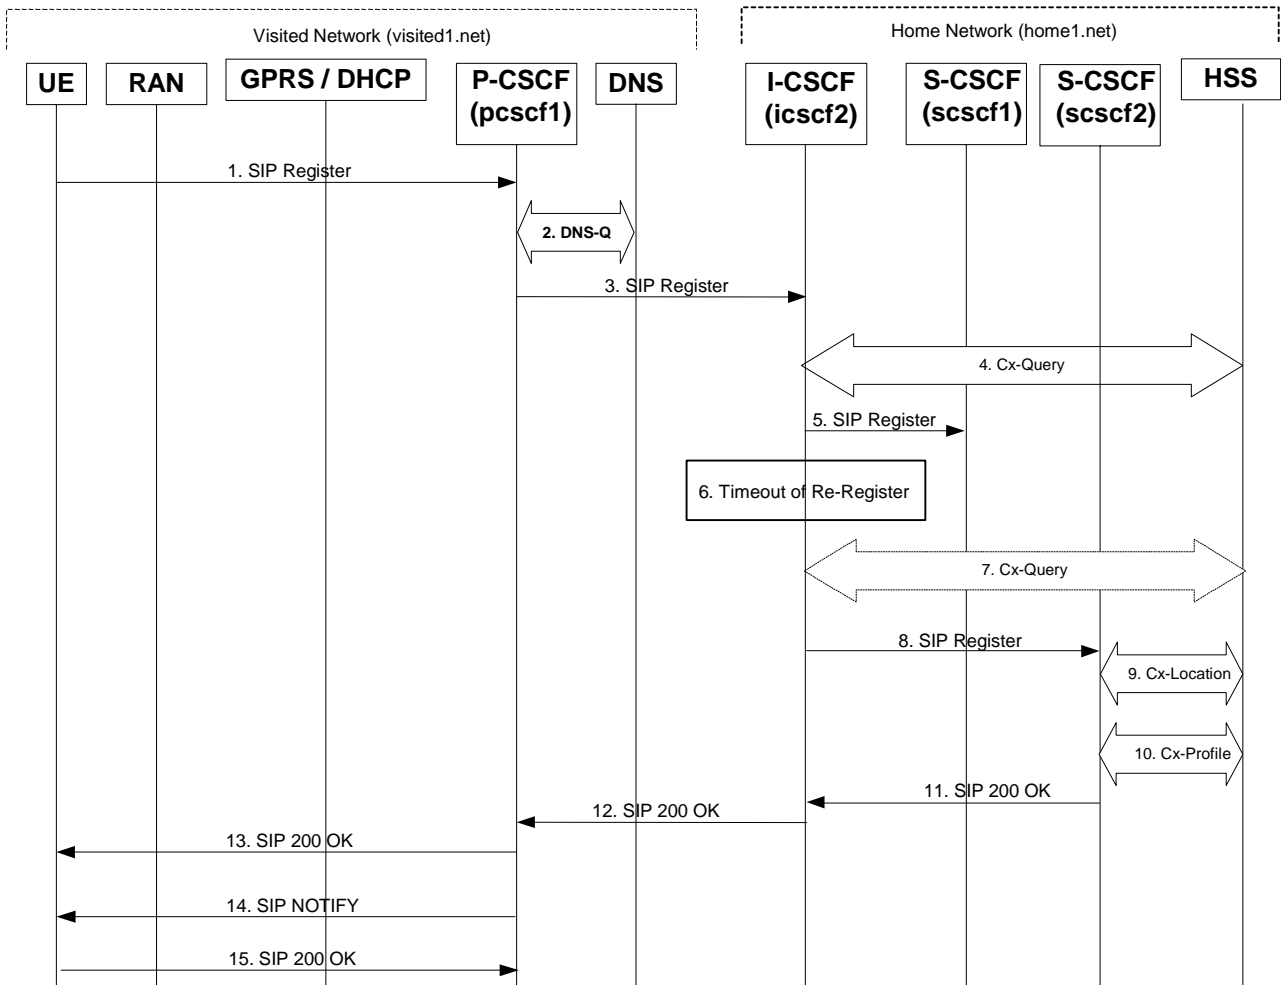 Visited Network (visited1.net)
Home Network (home1.net)
UE
RAN
GPRS / DHCP
P-CSCF
(pcscf1)
DNS
I-CSCF
(icscf2)
S-CSCF
(scscf1)
S-CSCF
(scscf2)
HSS
1. SIP Register
2. DNS-Q
3. SIP Register
4. Cx-Query
5. SIP Register
6. Timeout of Re-Register
7. Cx-Query
8. SIP Register
9. Cx-Location
10. Cx-Profile
11. SIP 200 OK
12. SIP 200 OK
13. SIP 200 OK
14. SIP NOTIFY
15. SIP 200 OK